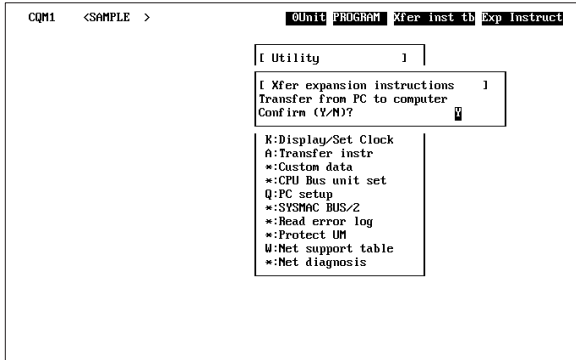 CQM1 <SAMPLE > 0Unit PROGRAM Xfer inst tb Exp Instruct
[ Utility ]
[ Xfer expansion instructions ]
Transfer from PC to computer
Confirm (Y/N)? Y
K:Display/Set Clock
A:Transfer instr
*:Custom data
*:CPU Bus unit set
Q:PC setup
*:SYSMAC BUS/2
*:Read error log
*:Protect UM
W:Net support table
*:Net diagnosis